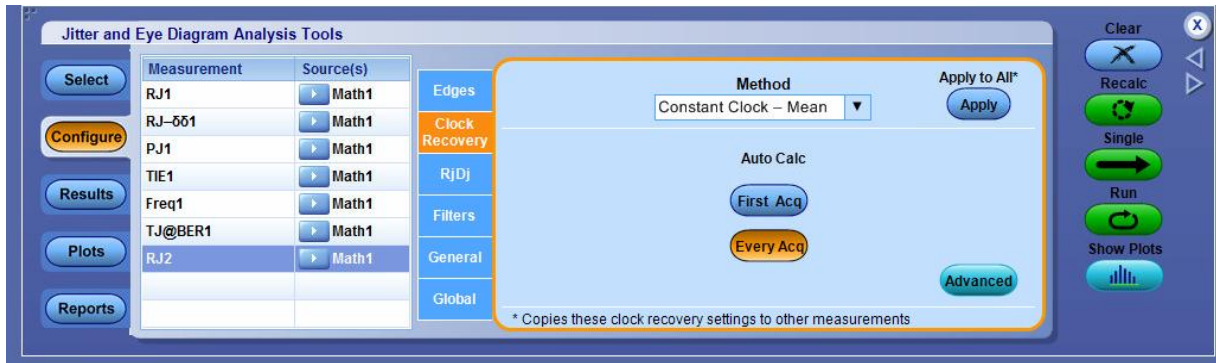 Jitter and Eye Diagram Analysis Tools
Select
Configure
Results
Plots
Reports
Measurement Source(s)
RJ1 Math1
RJ–δδ1 Math1
PJ1 Math1
TIE1 Math1
Freq1 Math1
TJ@BER1 Math1
RJ2 Math1
Edges
Clock
Recovery
RjDj
Filters
General
Global
Method
Constant Clock – Mean
Apply to All*
Apply
Auto Calc
First Acq
Every Acq
Advanced
* Copies these clock recovery settings to other measurements
Clear
X
Recalc
Single
Run
Show Plots